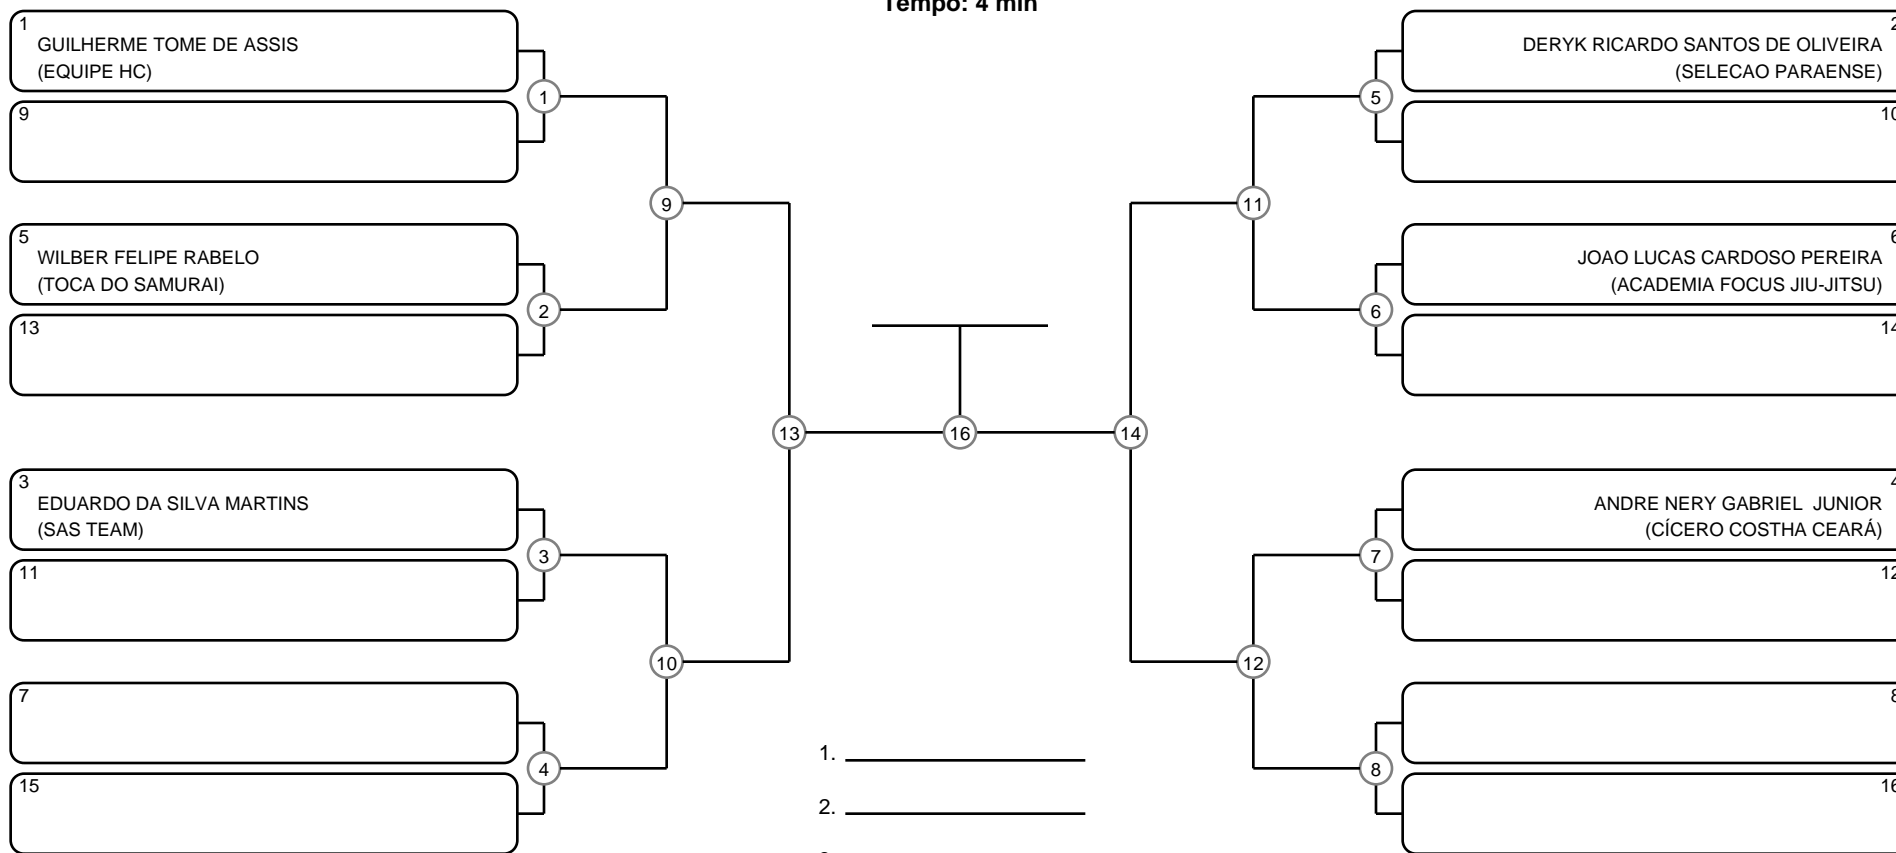 Tempo: 4 min
1
GUILHERME TOME DE ASSIS
(EQUIPE HC)
9
1
5
WILBER FELIPE RABELO
(TOCA DO SAMURAI)
13
2
9
3
EDUARDO DA SILVA MARTINS
(SAS TEAM)
11
3
7
15
4
10
13
16
14
2
DERYK RICARDO SANTOS DE OLIVEIRA
(SELECAO PARAENSE)
10
5
11
6
JOAO LUCAS CARDOSO PEREIRA
(ACADEMIA FOCUS JIU-JITSU)
14
6
4
ANDRE NERY GABRIEL  JUNIOR
(CÍCERO COSTHA CEARÁ)
12
7
12
8
16
8
1.
2.